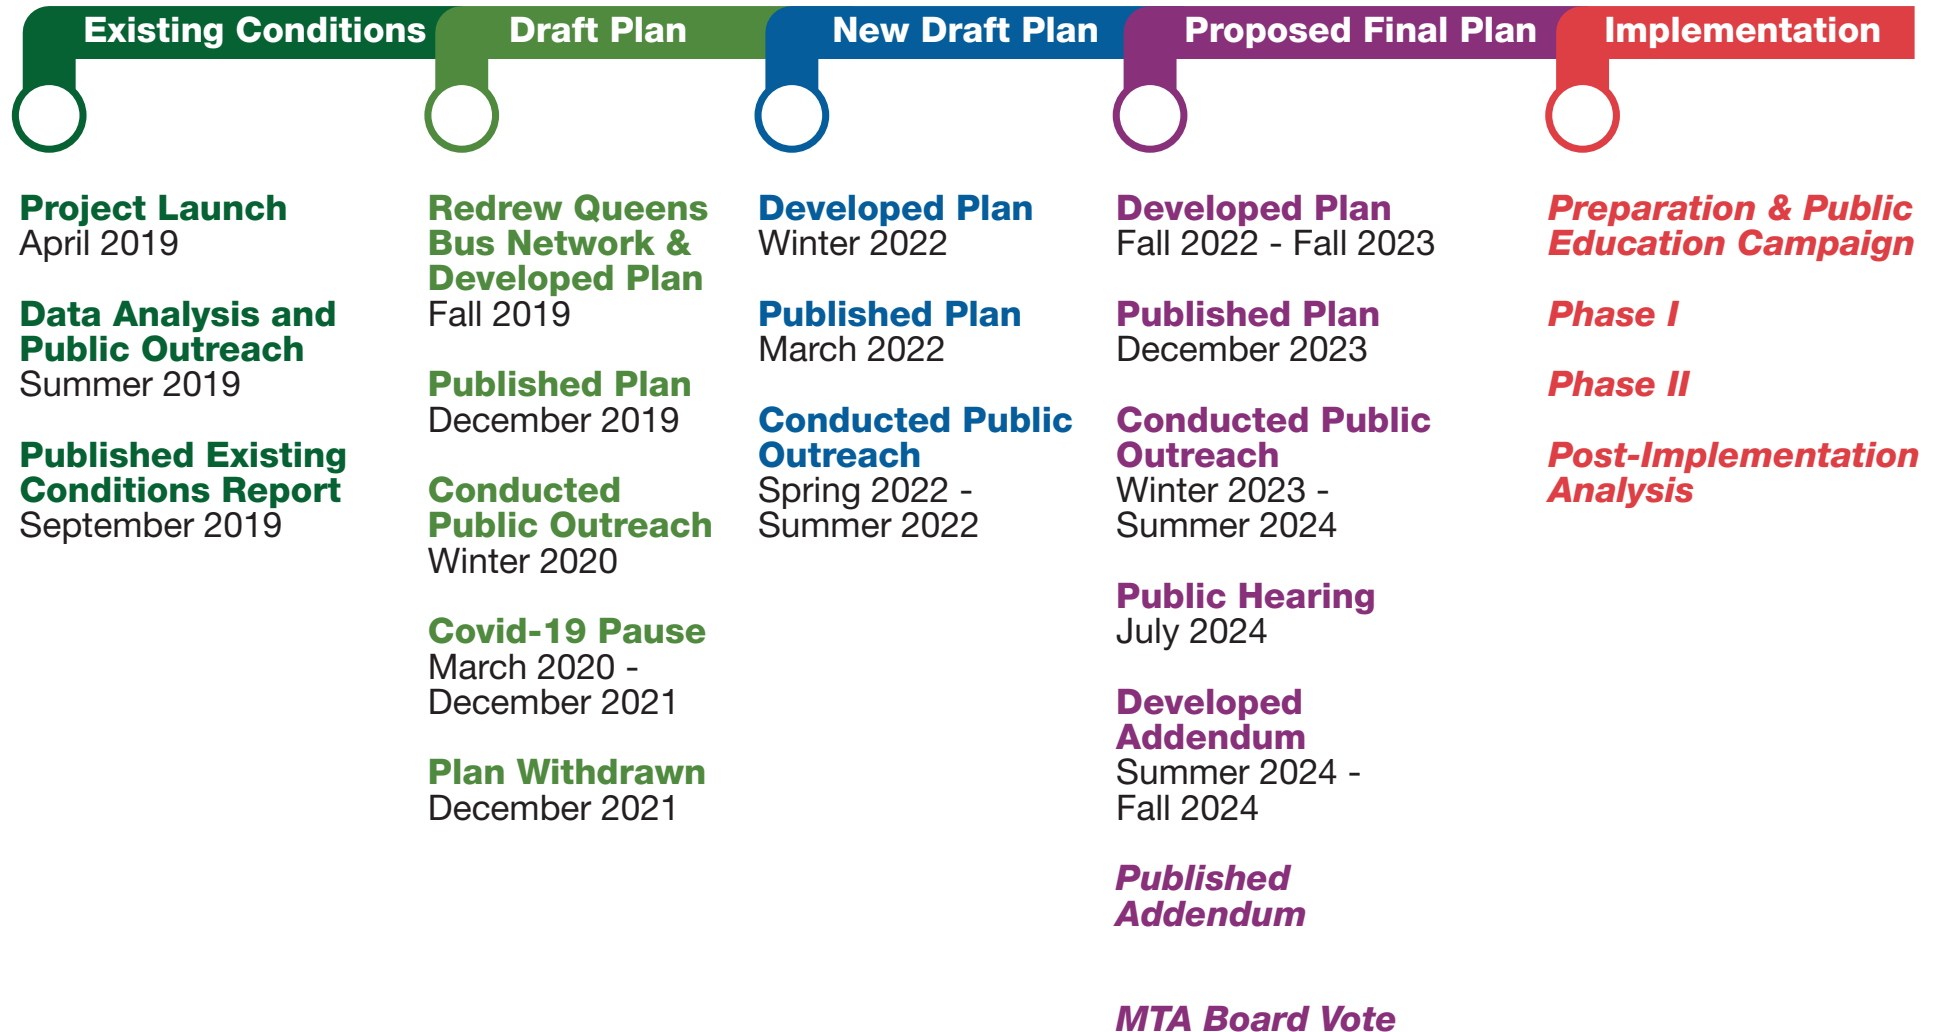 Existing Conditions
Draft Plan
New Draft Plan
Proposed Final Plan
Implementation
Project Launch
April 2019
Data Analysis and
Public Outreach
Summer 2019
Published Existing
Conditions Report
September 2019
Redrew Queens
Bus Network &
Developed Plan
Fall 2019
Published Plan
December 2019
Conducted
Public Outreach
Winter 2020
Covid-19 Pause
March 2020 -
December 2021
Plan Withdrawn
December 2021
Developed Plan
Winter 2022
Published Plan
March 2022
Conducted Public
Outreach
Spring 2022 -
Summer 2022
Developed Plan
Fall 2022 - Fall 2023
Published Plan
December 2023
Conducted Public
Outreach
Winter 2023 -
Summer 2024
Public Hearing
July 2024
Developed
Addendum
Summer 2024 -
Fall 2024
Published
Addendum
MTA Board Vote
Preparation & Public
Education Campaign
Phase I
Phase II
Post-Implementation
Analysis